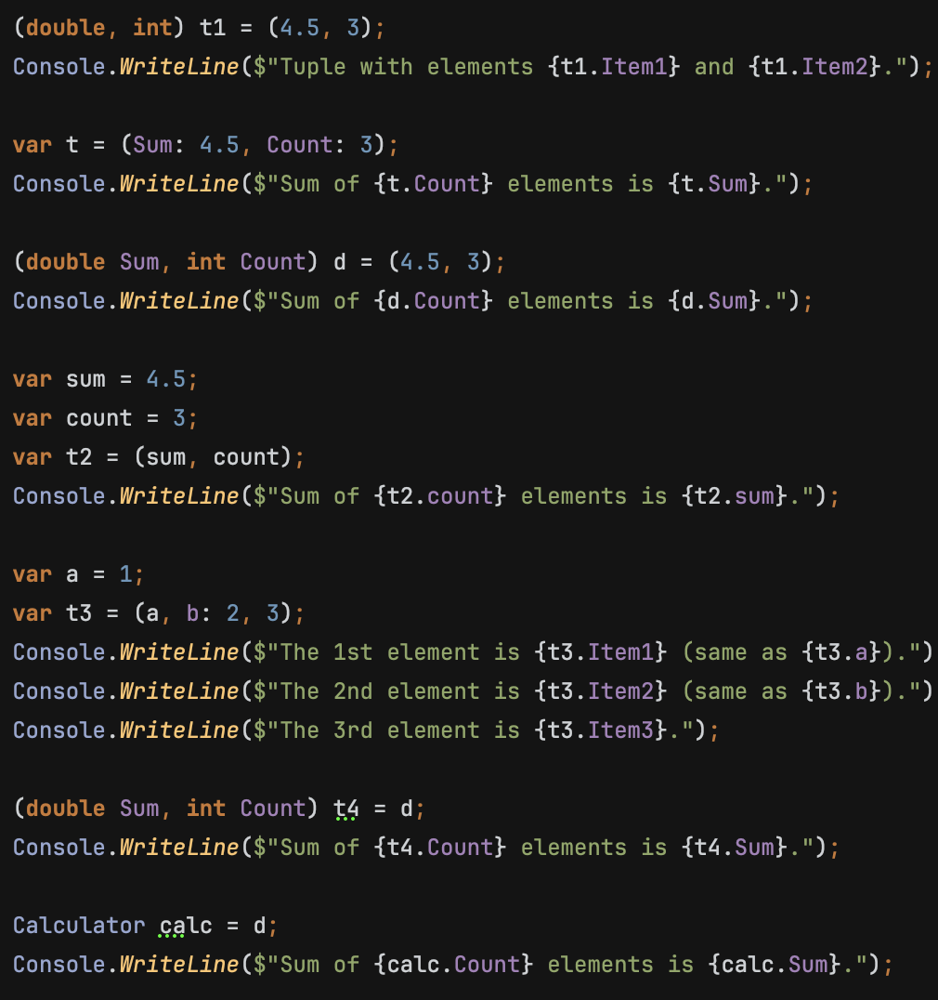 (double, int) t1 = (4.5, 3);
Console.WriteLine($"Tuple with elements {t1.Item1} and {t1.Item2}.");
var t = (Sum: 4.5, Count: 3);
Console.WriteLine($"Sum of {t.Count} elements is {t.Sum}.");
(double Sum, int Count) d = (4.5, 3);
Console.WriteLine($"Sum of {d.Count} elements is {d.Sum}.");
var sum = 4.5;
var count = 3;
var t2 = (sum, count);
Console.WriteLine($"Sum of {t2.count} elements is {t2.sum}.");
var a = 1;
var t3 = (a, b: 2, 3);
Console.WriteLine($"The 1st element is {t3.Item1} (same as {t3.a}).")
Console.WriteLine($"The 2nd element is {t3.Item2} (same as {t3.b}).")
Console.WriteLine($"The 3rd element is {t3.Item3}.");
(double Sum, int Count) t4 = d;
Console.WriteLine($"Sum of {t4.Count} elements is {t4.Sum}.");
Calculator calc = d;
Console.WriteLine($"Sum of {calc.Count} elements is {calc.Sum}.");